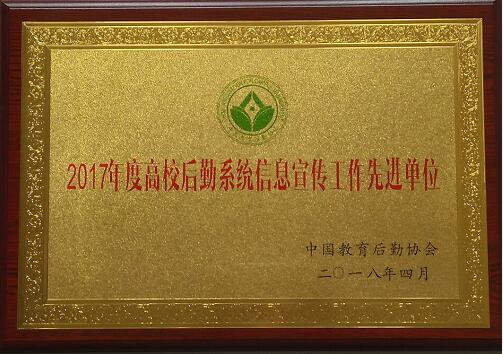 2017年度高校后勤系统信息宣传工作先进单位
中国教育后勤协会
二〇一八年四月